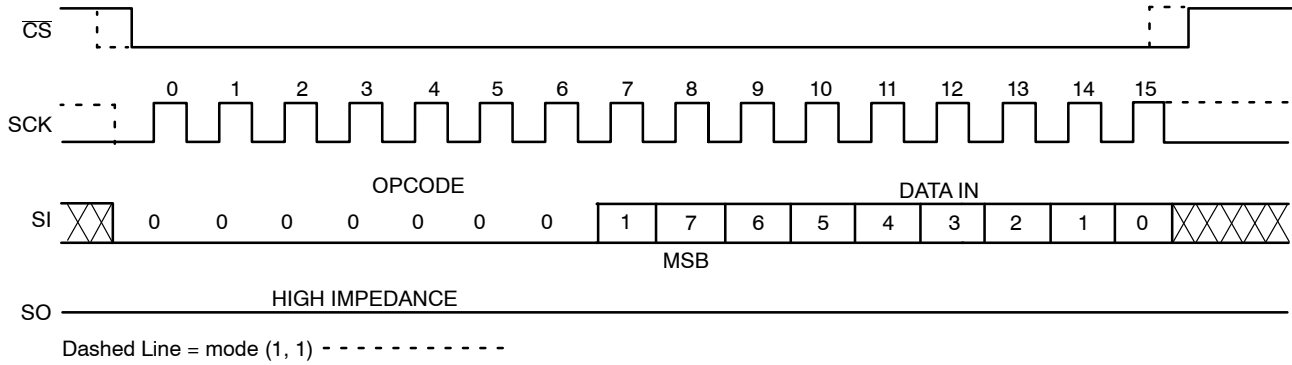 CS
0 1 2 3 4 5 6 7 8 9 10 11 12 13 14 15
SCK
OPCODE DATA IN
SI 0 0 0 0 0 0 0 1 7 6 5 4 3 2 1 0
MSB
HIGH IMPEDANCE
SO
Dashed Line = mode (1, 1)